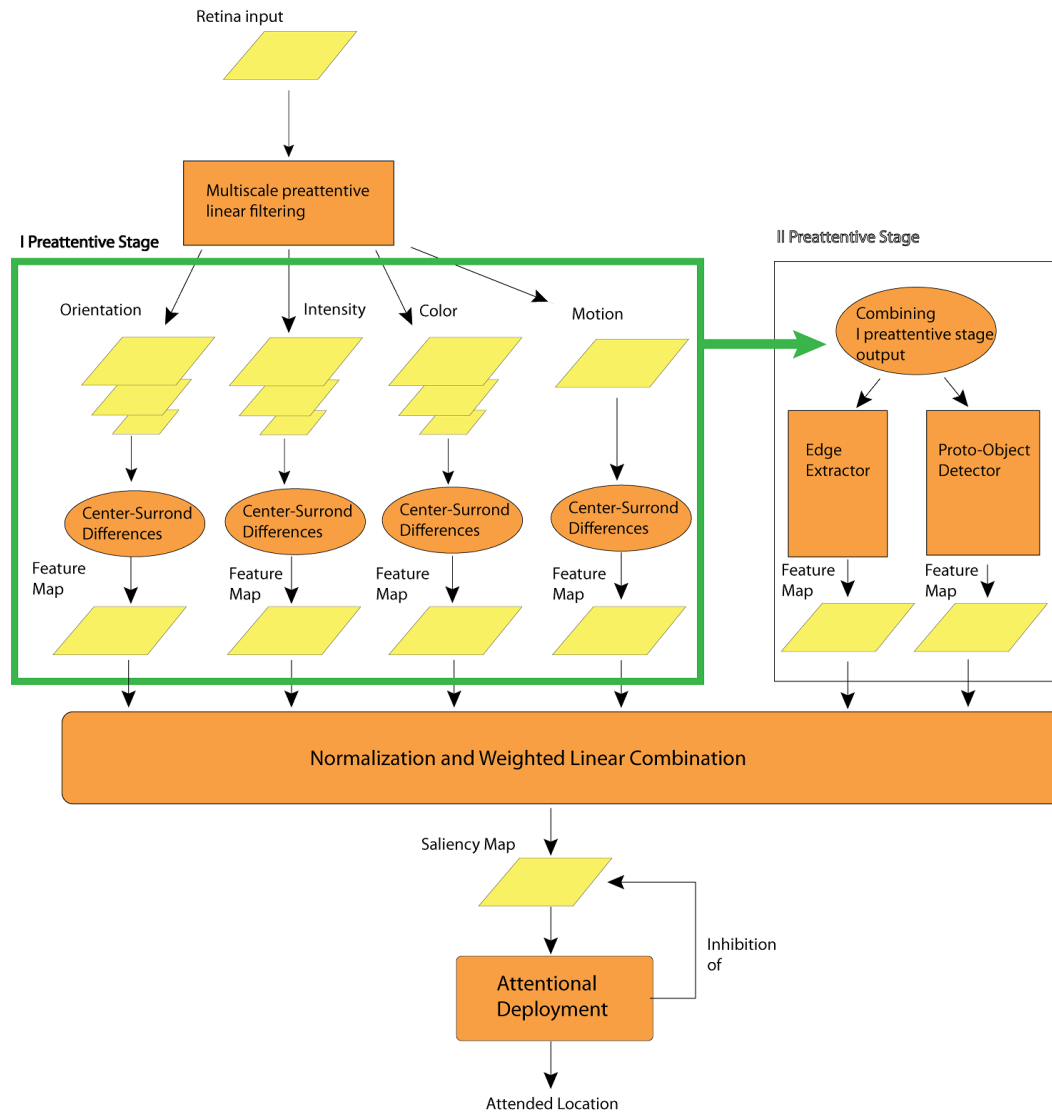 Retina input
Multiscale preattentive
linear filtering
I Preattentive Stage
II Preattentive Stage
Orientation
Intensity
Color
Motion
Combining
I preattentive stage
output
Edge
Extractor
Proto-Object
Detector
Center-Surrond
Differences
Center-Surrond
Differences
Center-Surrond
Differences
Center-Surrond
Differences
Feature
Map
Feature
Map
Feature
Map
Feature
Map
Feature
Map
Feature
Map
Normalization and Weighted Linear Combination
Saliency Map
Inhibition
of
Attentional
Deployment
Attended Location